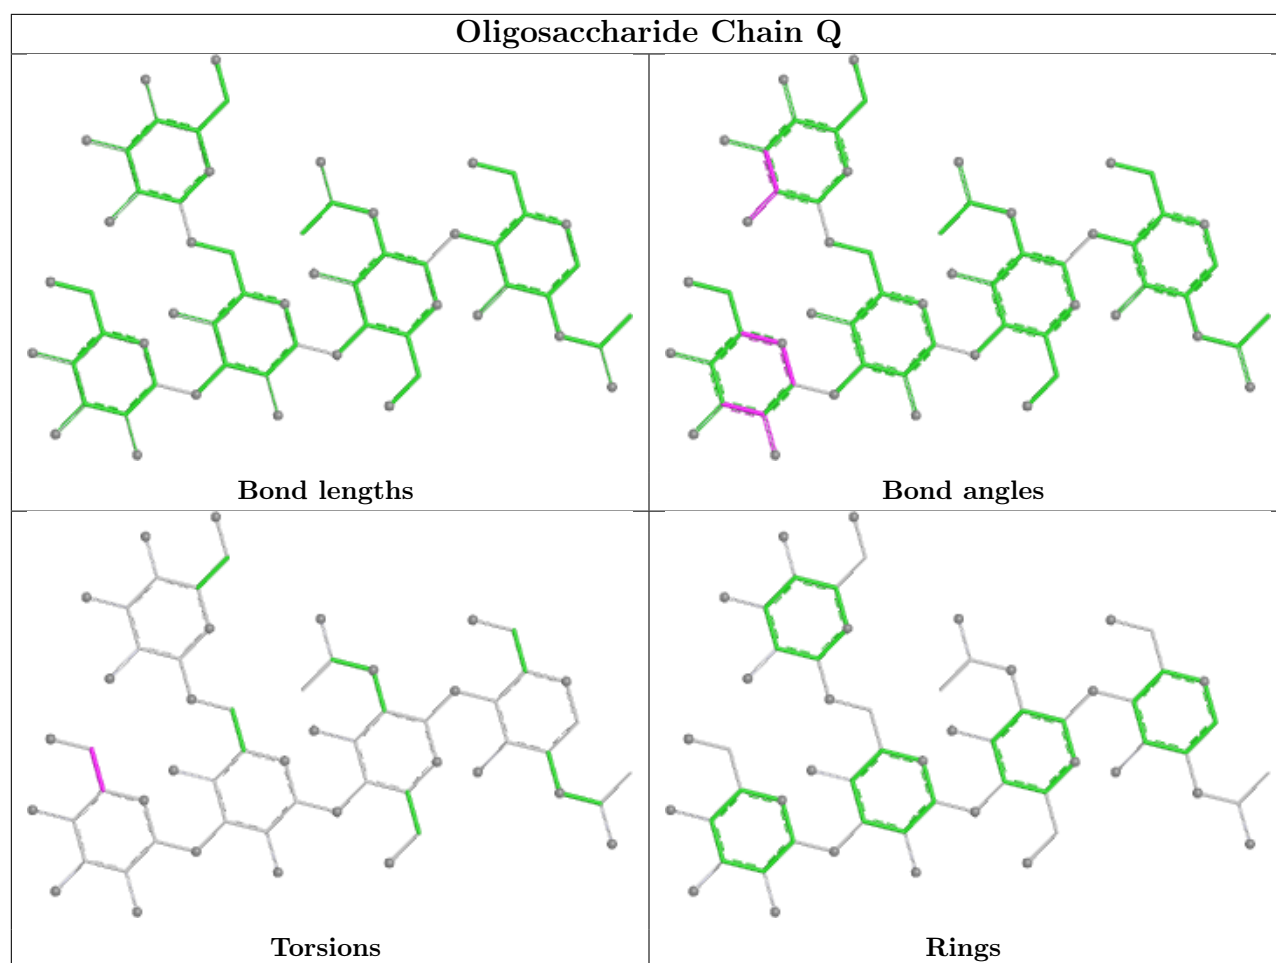 Oligosaccharide Chain Q
Bond lengths
Bond angles
Torsions
Rings